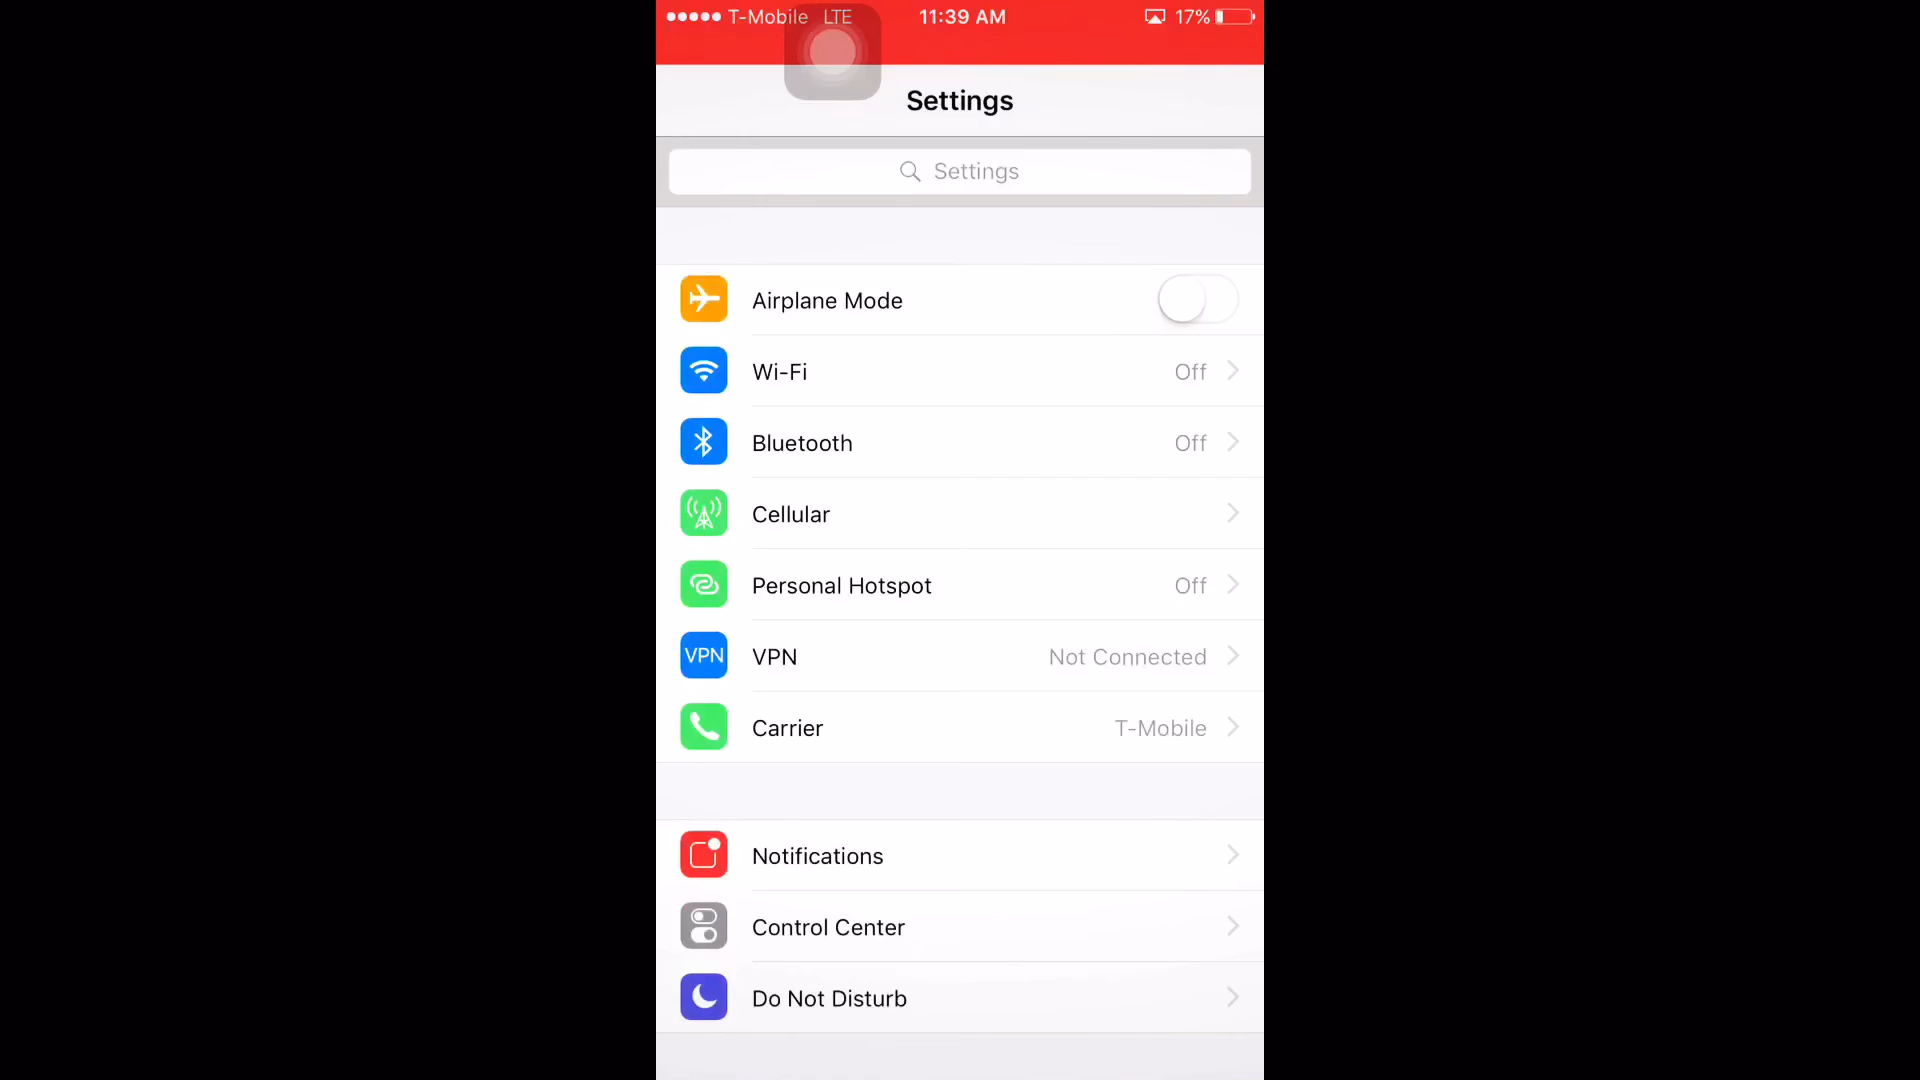 T-Mobile LTE 11:39 AM 17%
Settings
Settings
Airplane Mode
Wi-Fi Off
Bluetooth Off
Cellular
Personal Hotspot Off
VPN VPN Not Connected
Carrier T-Mobile
Notifications
Control Center
Do Not Disturb